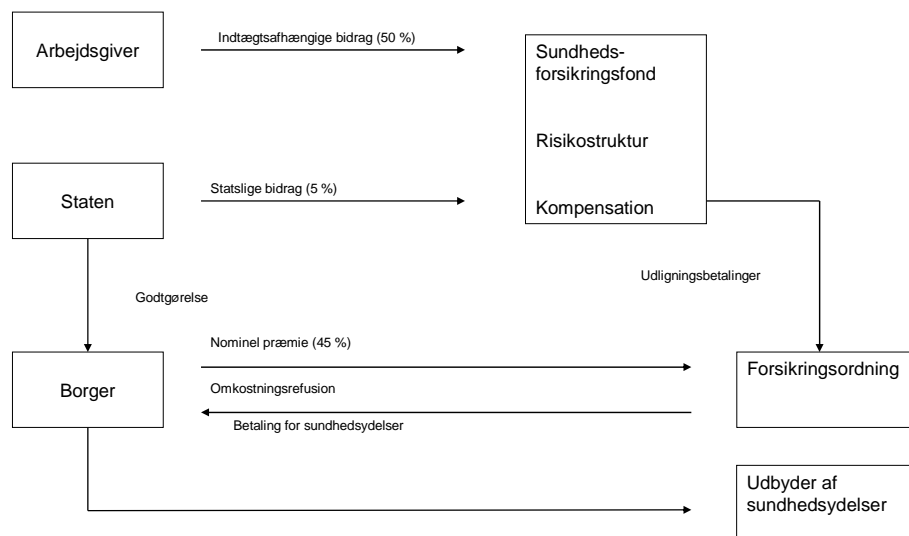 Arbejdsgiver
Indtægtsafhængige bidrag (50 %)
Sundheds-
forsikringsfond
Risikostruktur
Kompensation
Staten
Statslige bidrag (5 %)
Udligningsbetalinger
Godtgørelse
Nominel præmie (45 %)
Borger
Omkostningsrefusion
Forsikringsordning
Betaling for sundhedsydelser
Udbyder af
sundhedsydelser